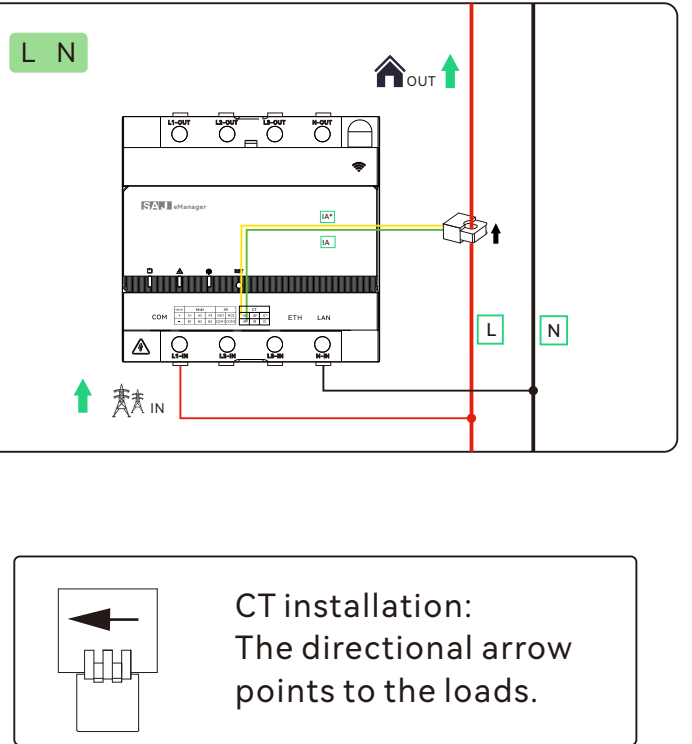 L N
OUT
L1-OUT L2-OUT L3-OUT N-OUT
SAJ eManager
IA*
IA
COM
CT
ETH LAN
L1-IN L2-IN L3-IN N-IN
IN
L N
CT installation:
The directional arrow
points to the loads.